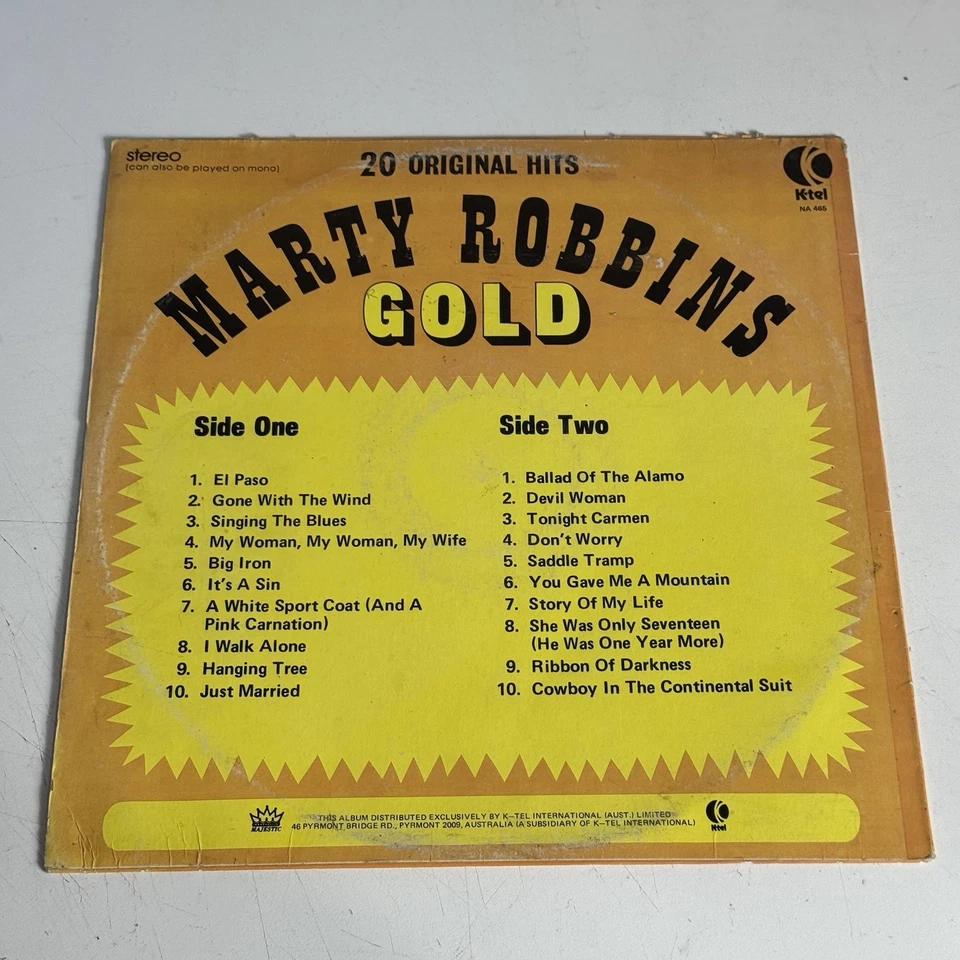 stereo
(can also be played on mono)
20 ORIGINAL HITS
K-tel
NA 465
MARTY ROBBINS
GOLD
Side One
1. El Paso
2. Gone With The Wind
3. Singing The Blues
4. My Woman, My Woman, My Wife
5. Big Iron
6. It's A Sin
7. A White Sport Coat (And A
Pink Carnation)
8. I Walk Alone
9. Hanging Tree
10. Just Married
Side Two
1. Ballad Of The Alamo
2. Devil Woman
3. Tonight Carmen
4. Don't Worry
5. Saddle Tramp
6. You Gave Me A Mountain
7. Story Of My Life
8. She Was Only Seventeen
(He Was One Year More)
9. Ribbon Of Darkness
10. Cowboy In The Continental Suit
MAJESTIC
THIS ALBUM DISTRIBUTED EXCLUSIVELY BY K-TEL INTERNATIONAL (AUST.) LIMITED
46 PYRMONT BRIDGE RD., PYRMONT 2009, AUSTRALIA (A SUBSIDIARY OF K-TEL INTERNATIONAL)
K-tel